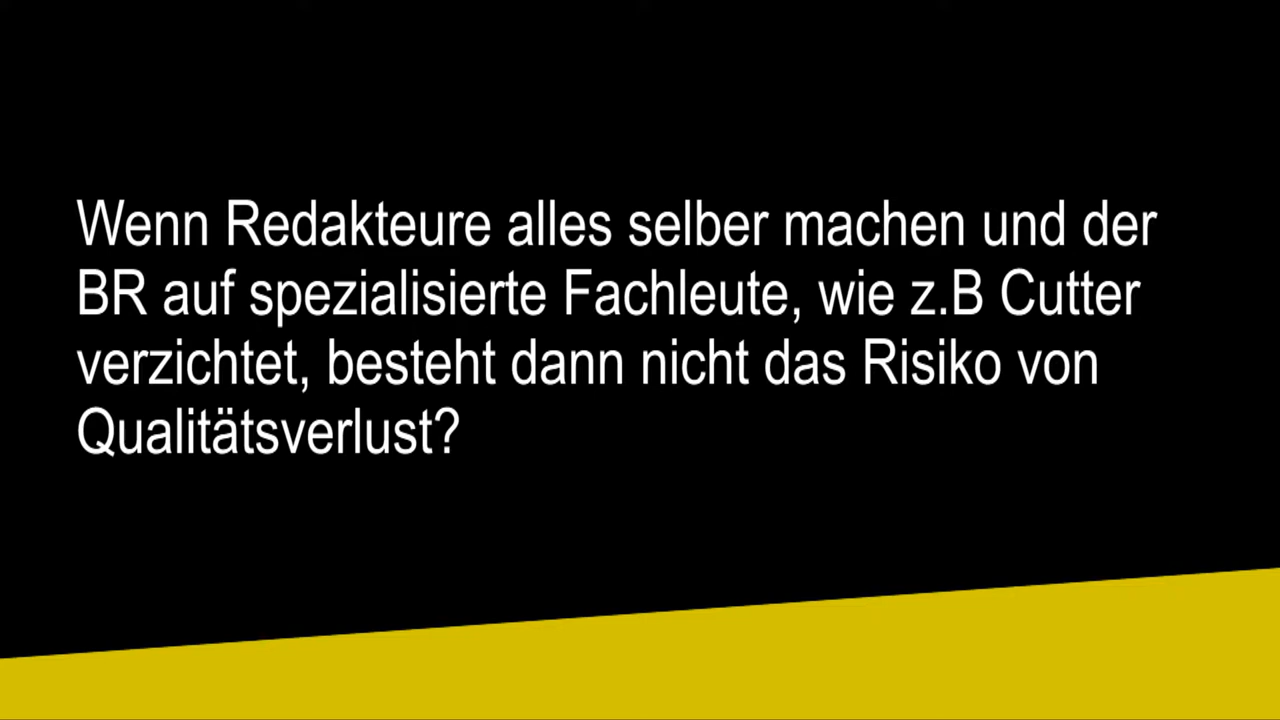 Wenn Redakteure alles selber machen und der
BR auf spezialisierte Fachleute, wie z.B Cutter
verzichtet, besteht dann nicht das Risiko von
Qualitätsverlust?